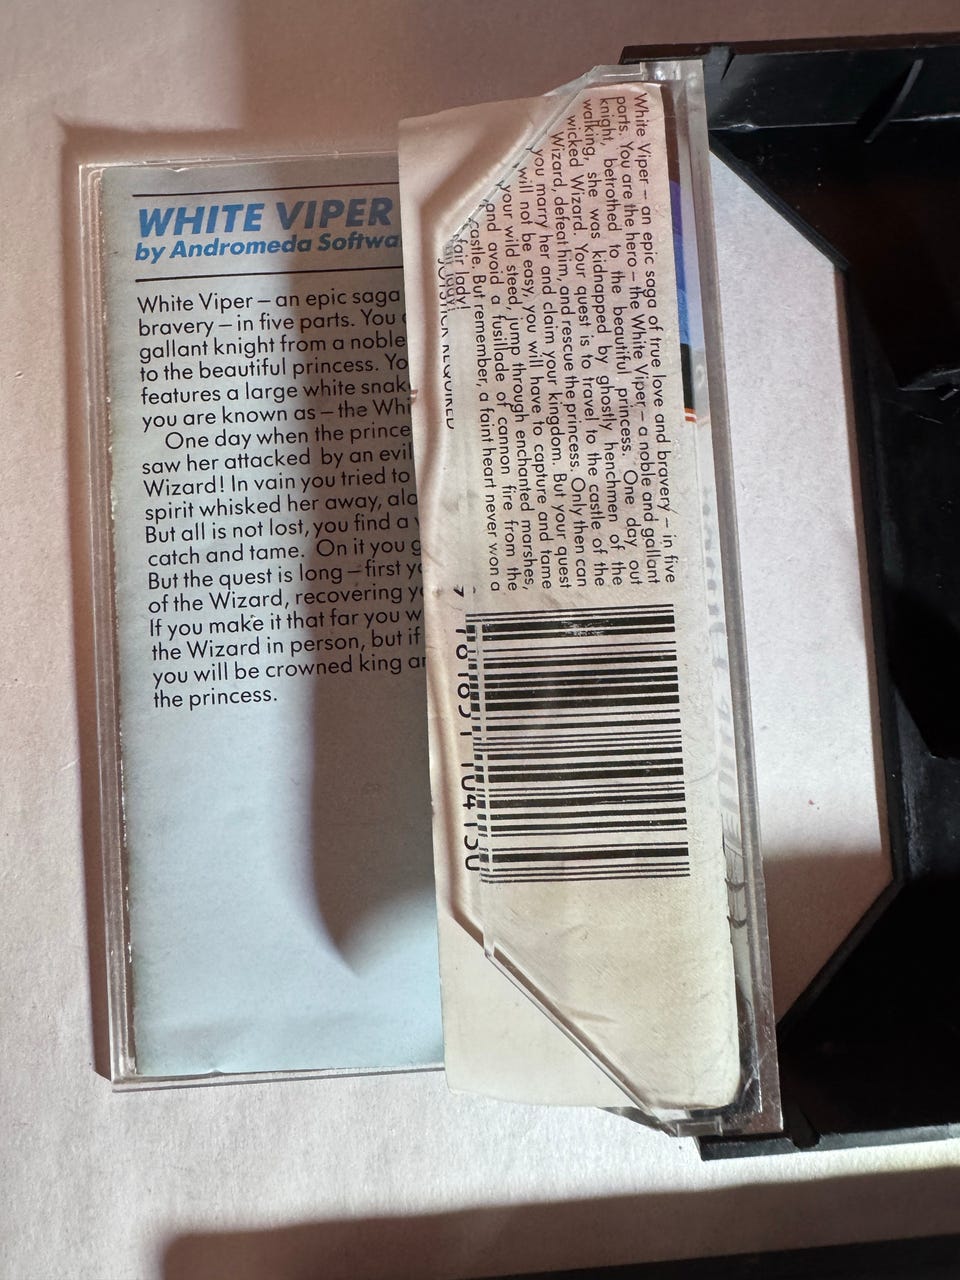 WHITE VIPER
by Andromeda Softwa
White Viper – an epic saga
bravery – in five parts. You
gallant knight from a noble
to the beautiful princess. Yo
features a large white snak
you are known as – the Whi
One day when the prince
saw her attacked by an evil
Wizard! In vain you tried to
spirit whisked her away, alo
But all is not lost, you find a
catch and tame. On it you g
But the quest is long – first yo
of the Wizard, recovering y
If you make it that far you w
the Wizard in person, but if
you will be crowned king an
the princess.
White Viper – an epic saga of true love and bravery – in five
parts. You are the hero – the White Viper – a noble and gallant
knight, betrothed to the beautiful princess. One day out
walking, she was kidnapped by ghostly henchmen of the
wicked Wizard. Your quest is to travel to the castle of the
Wizard, defeat him, and rescue the princess. Only then can
you marry her and claim your kingdom. But your quest
will not be easy, you will have to capture and tame
your wild steed, jump through enchanted marshes,
and avoid a fusillade of cannon fire from the
castle. But remember, a faint heart never won a
fair lady!
JOYSTICK REQUIRED